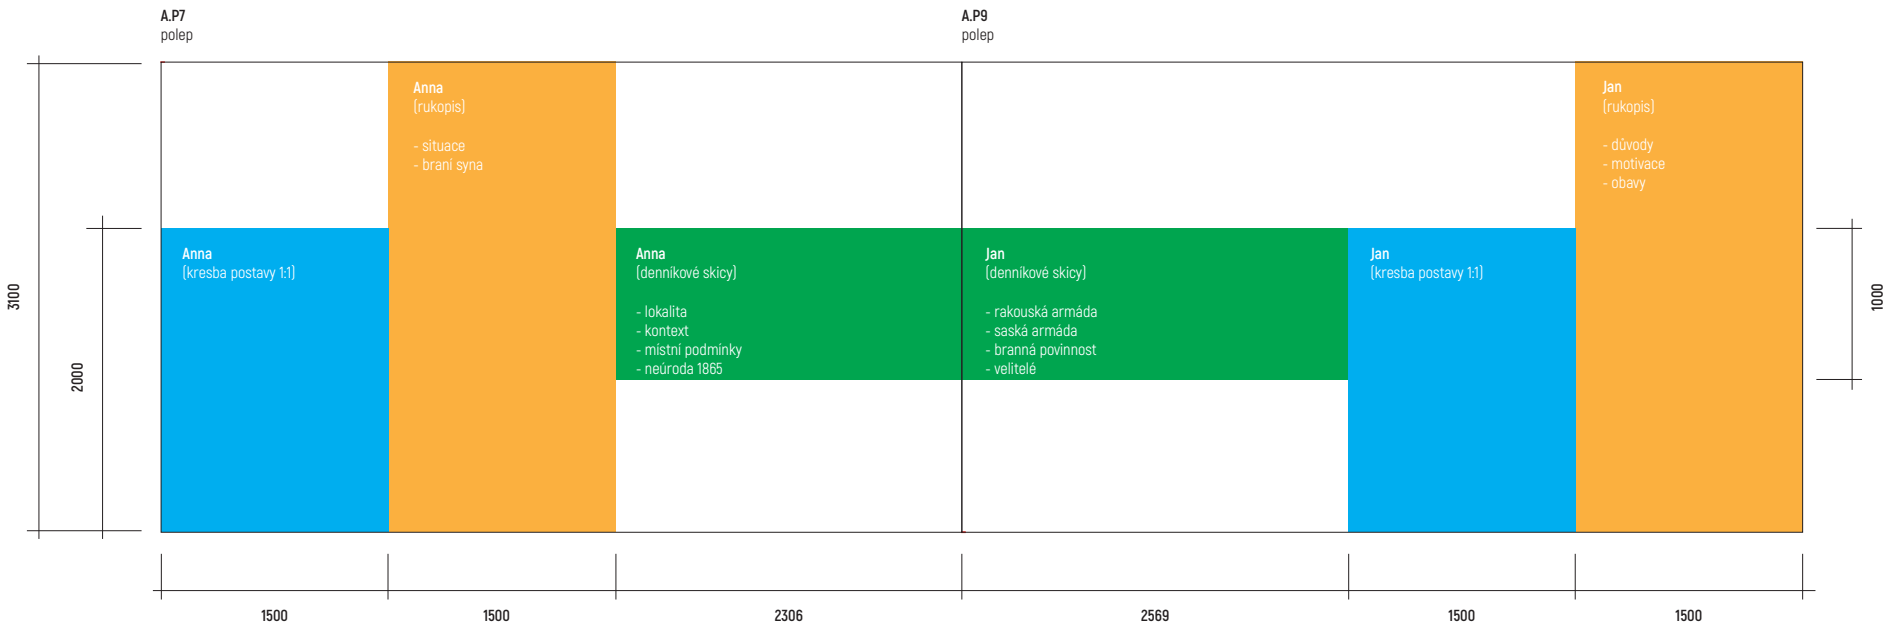 A.P7
polep
A.P9
polep
Anna
(rukopis)
- situace
- braní syna
Jan
(rukopis)
- důvody
- motivace
- obavy
Anna
(kresba postavy 1:1)
Anna
(denníkové skicy)
- lokalita
- kontext
- místní podmínky
- neúroda 1865
Jan
(denníkové skicy)
- rakouská armáda
- saská armáda
- branná povinnost
- velitelé
Jan
(kresba postavy 1:1)
3100
2000
1000
1500
1500
2306
2569
1500
1500